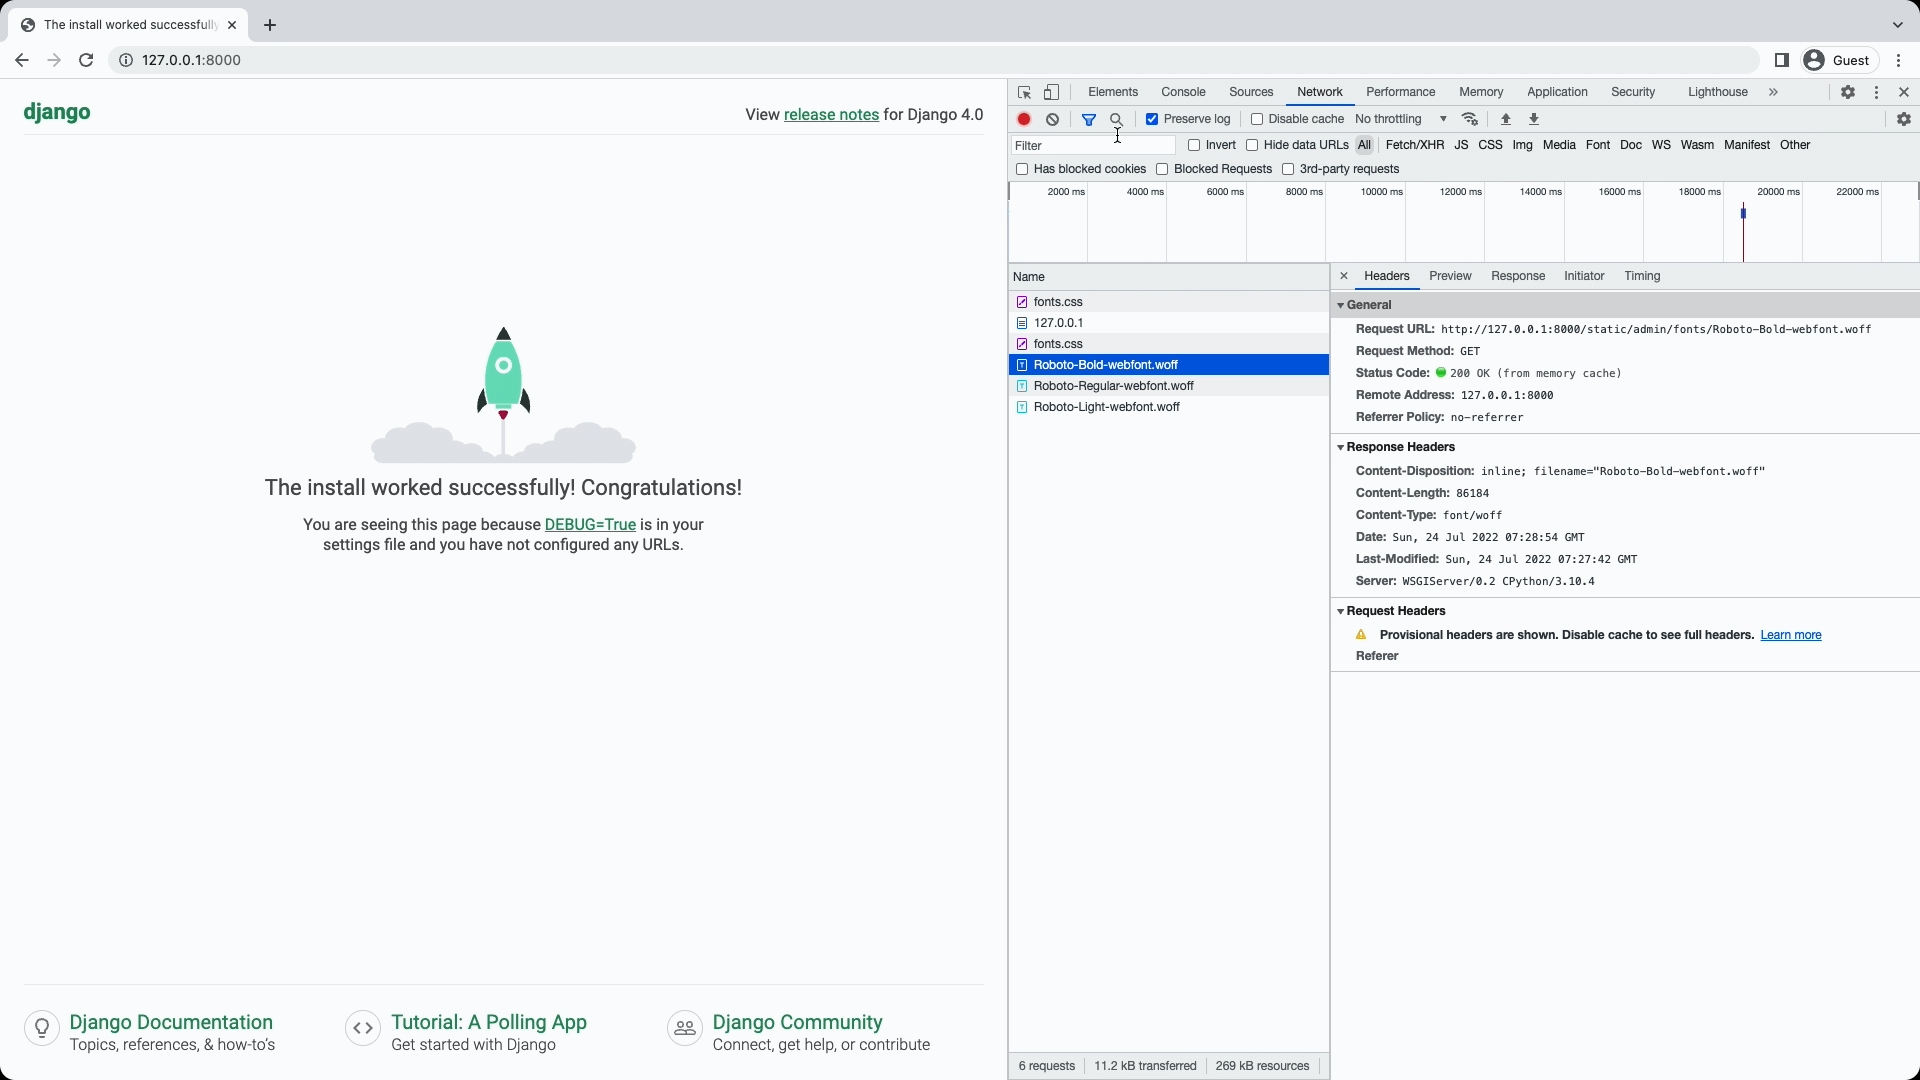 The install worked successfully
127.0.0.1:8000
Guest
django
View release notes for Django 4.0
The install worked successfully! Congratulations!
You are seeing this page because DEBUG=True is in your
settings file and you have not configured any URLs.
Django Documentation
Topics, references, & how-to's
Tutorial: A Polling App
Get started with Django
Django Community
Connect, get help, or contribute
Elements Console Sources Network Performance Memory Application Security Lighthouse
Preserve log Disable cache No throttling
Filter Invert Hide data URLs All Fetch/XHR JS CSS Img Media Font Doc WS Wasm Manifest Other
Has blocked cookies Blocked Requests 3rd-party requests
2000 ms 4000 ms 6000 ms 8000 ms 10000 ms 12000 ms 14000 ms 16000 ms 18000 ms 20000 ms 22000 ms
Name
fonts.css
127.0.0.1
fonts.css
Roboto-Bold-webfont.woff
Roboto-Regular-webfont.woff
Roboto-Light-webfont.woff
6 requests 11.2 kB transferred 269 kB resources
Headers Preview Response Initiator Timing
General
Request URL: http://127.0.0.1:8000/static/admin/fonts/Roboto-Bold-webfont.woff
Request Method: GET
Status Code: 200 OK (from memory cache)
Remote Address: 127.0.0.1:8000
Referrer Policy: no-referrer
Response Headers
Content-Disposition: inline; filename="Roboto-Bold-webfont.woff"
Content-Length: 86184
Content-Type: font/woff
Date: Sun, 24 Jul 2022 07:28:54 GMT
Last-Modified: Sun, 24 Jul 2022 07:27:42 GMT
Server: WSGIServer/0.2 CPython/3.10.4
Request Headers
Provisional headers are shown. Disable cache to see full headers. Learn more
Referer